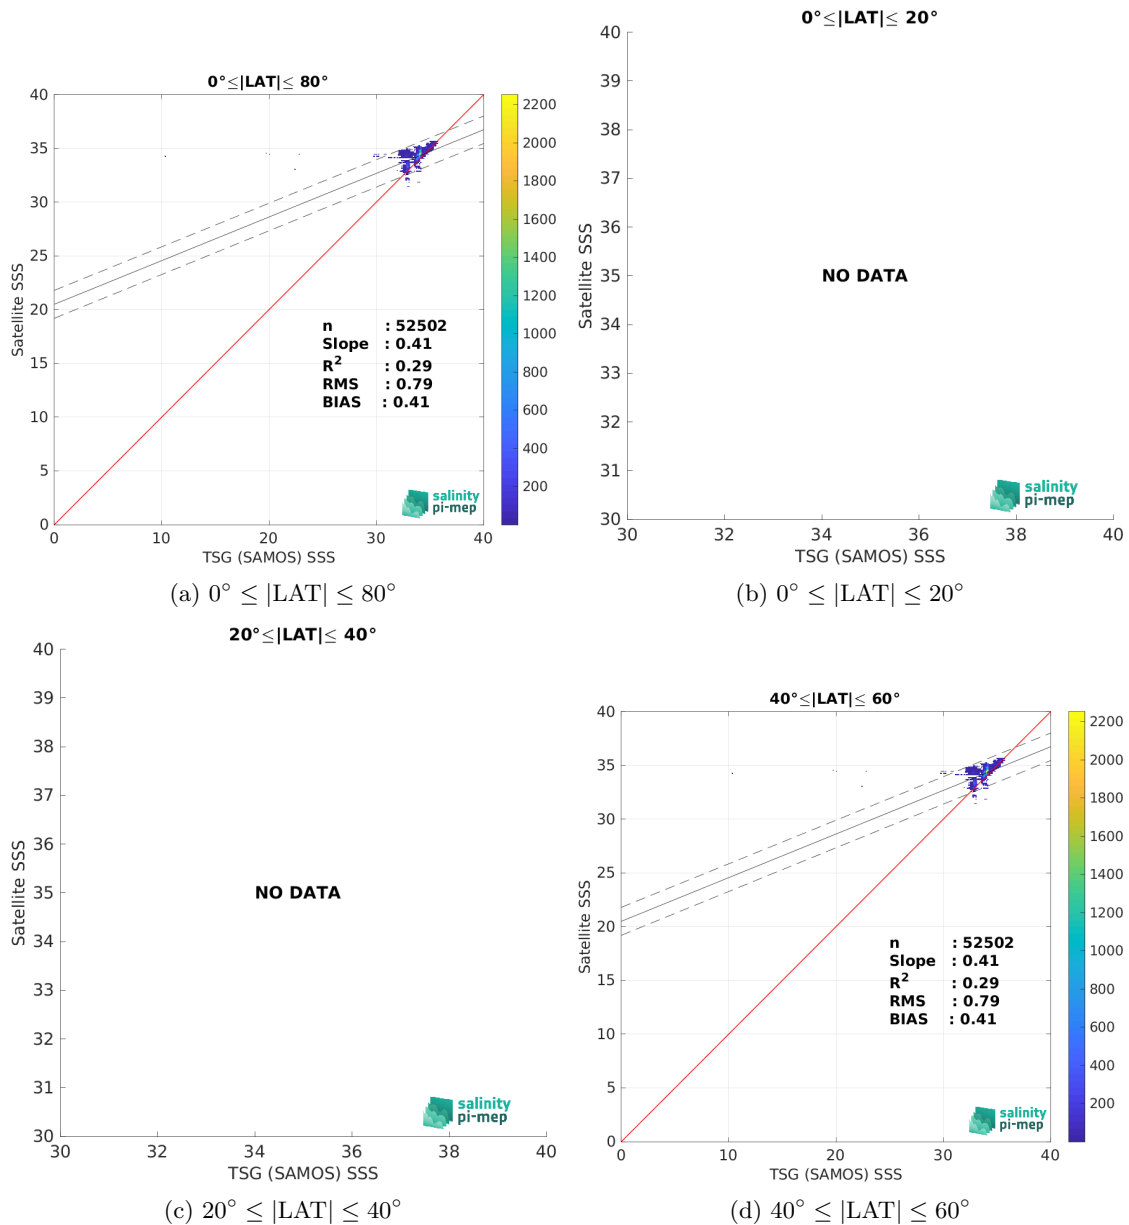 0°≤|LAT|≤ 80°
40
35
30
25
20
15
10
5
0
Satellite SSS
n : 52502
Slope : 0.41
R² : 0.29
RMS : 0.79
BIAS : 0.41
salinity
pi-mep
0 10 20 30 40
TSG (SAMOS) SSS
2200
2000
1800
1600
1400
1200
1000
800
600
400
200
(a) 0° ≤ |LAT| ≤ 80°
0°≤|LAT|≤ 20°
40
39
38
37
36
35
34
33
32
31
30
Satellite SSS
NO DATA
salinity
pi-mep
30 32 34 36 38 40
TSG (SAMOS) SSS
(b) 0° ≤ |LAT| ≤ 20°
20°≤|LAT|≤ 40°
40
39
38
37
36
35
34
33
32
31
30
Satellite SSS
NO DATA
salinity
pi-mep
30 32 34 36 38 40
TSG (SAMOS) SSS
(c) 20° ≤ |LAT| ≤ 40°
40°≤|LAT|≤ 60°
40
35
30
25
20
15
10
5
0
Satellite SSS
n : 52502
Slope : 0.41
R² : 0.29
RMS : 0.79
BIAS : 0.41
salinity
pi-mep
0 10 20 30 40
TSG (SAMOS) SSS
2200
2000
1800
1600
1400
1200
1000
800
600
400
200
(d) 40° ≤ |LAT| ≤ 60°